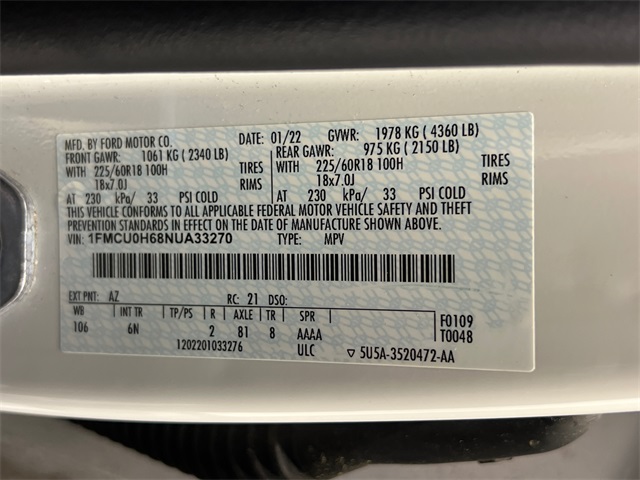 MFD. BY FORD MOTOR CO. 01/22 GVWR: 1978 KG ( 4360 LB)
FRONT GAWR: 1061 KG ( 2340 LB) REAR GAWR: 975 KG ( 2150 LB)
WITH 225/60R18 100H TIRES WITH 225/60R18 100H TIRES
18x7.0J RIMS 18x7.0J RIMS
AT 230 kPa/ 33 PSI COLD AT 230 kPa/ 33 PSI COLD
THIS VEHICLE CONFORMS TO ALL APPLICABLE FEDERAL MOTOR VEHICLE SAFETY AND THEFT
PREVENTION STANDARDS IN EFFECT ON THE DATE OF MANUFACTURE SHOWN ABOVE.
VIN: 1FMCU0H68NUA33270 TYPE: MPV
EXT PNT: AZ RC: 21 DSO:
WB INT TR TP/PS R AXLE TR SPR F0109
106 6N 2 81 8 AAAA T0048
1202201033276 ULC ▽ 5U5A-3520472-AA